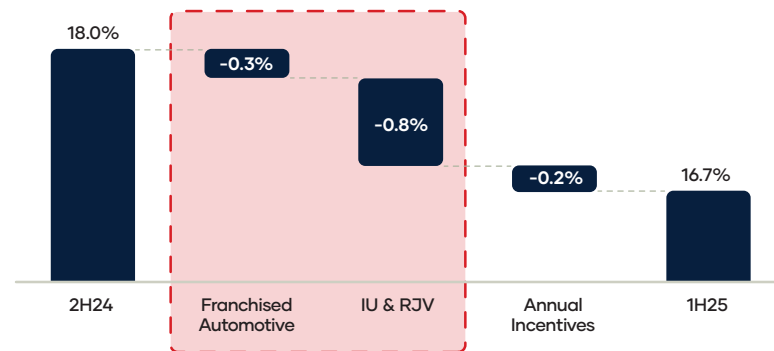 18.0%
-0.3%
-0.8%
-0.2%
16.7%
2H24
Franchised
Automotive
IU & RJV
Annual
Incentives
1H25